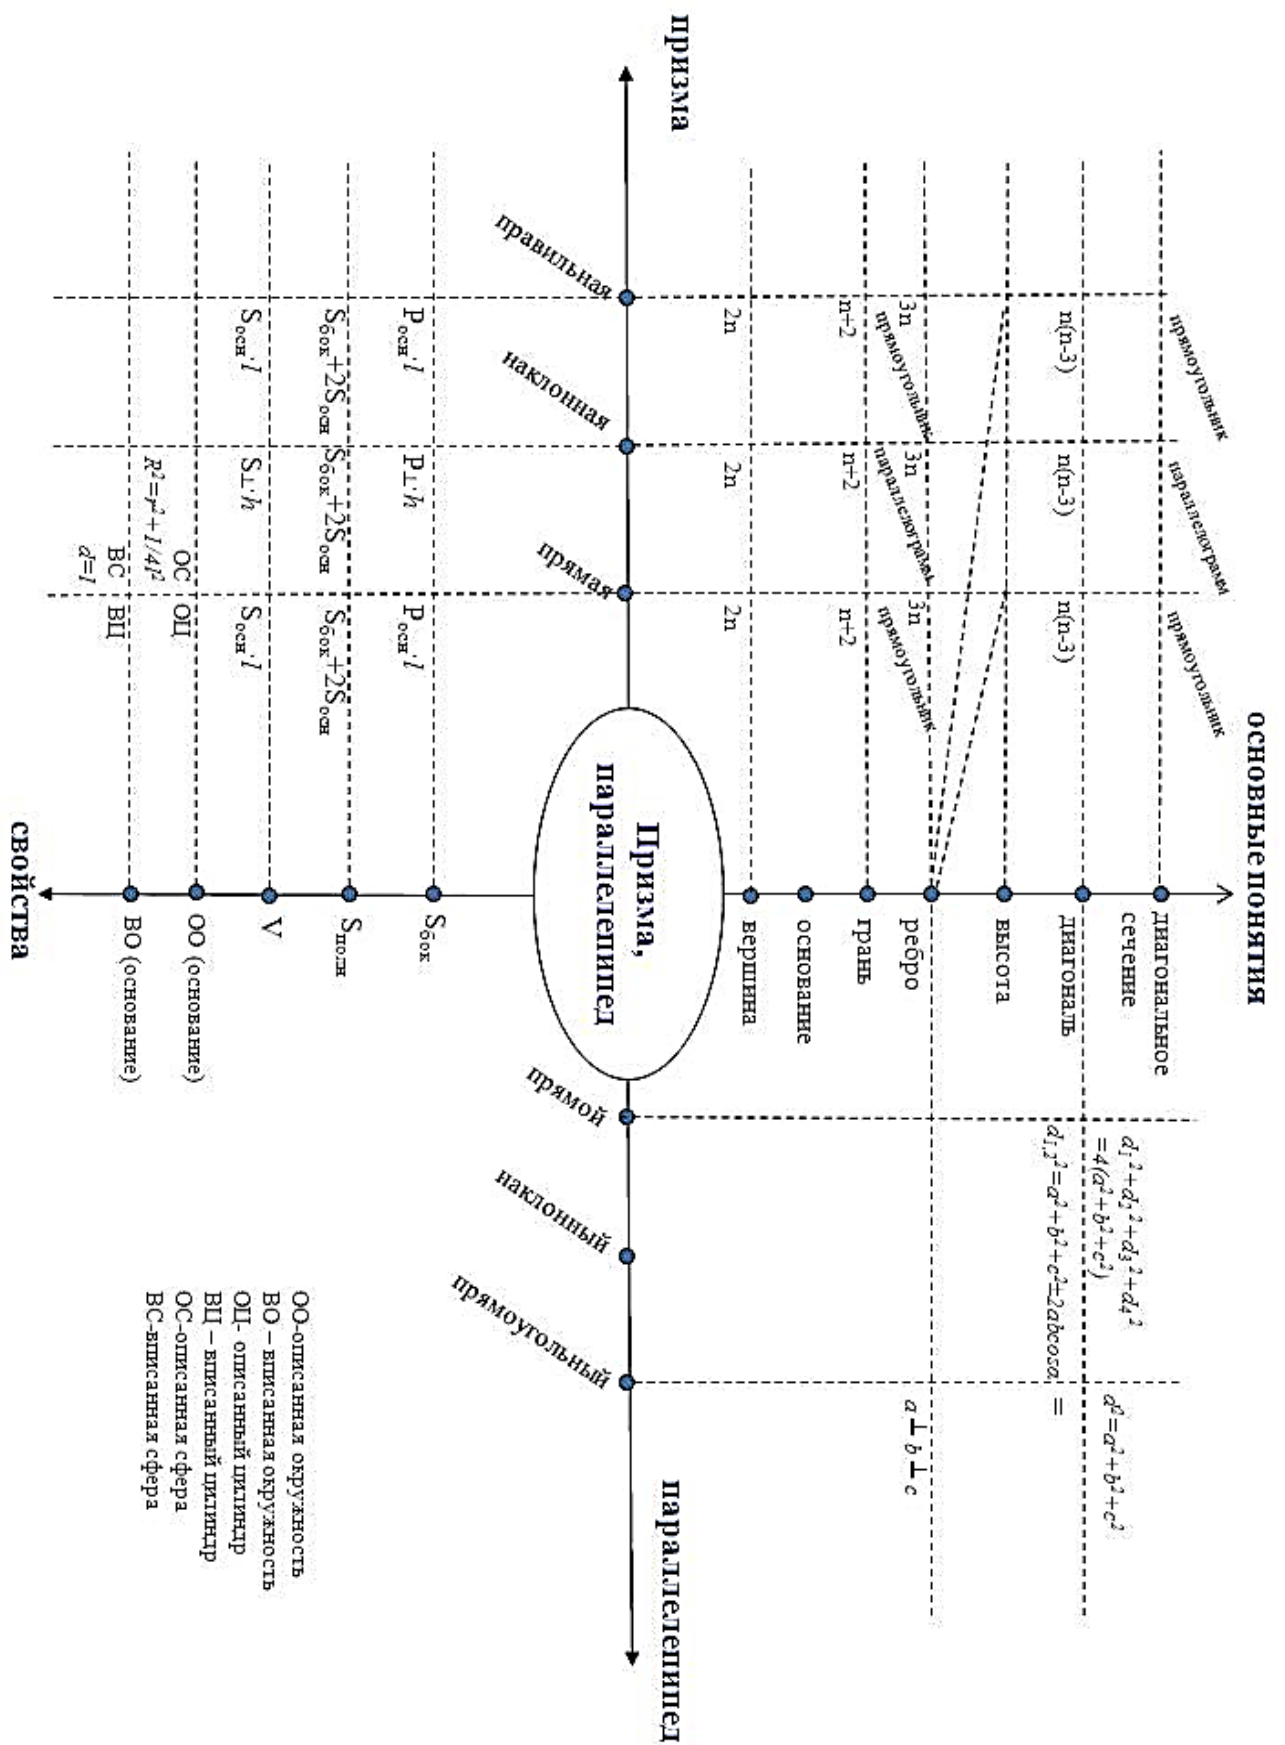 основные понятия
прямоугольник
параллелограмм
прямоугольник
диагональное
сечение
d₁²+d₂²+d₃²+d₄²
=4(a²+b²+c²)
d²=a²+b²+c²
n(n-3)
n(n-3)
n(n-3)
диагональ
d₁,₂²=a²+b²+c²±2abcosα, =
высота
3n
прямоугольник
3n
параллелограмм
3n
прямоугольник
ребро
a ⊥ b ⊥ c
n+2
n+2
n+2
грань
основание
2n
2n
2n
вершина
призма
Призма,
параллелепипед
параллелепипед
правильная
наклонная
прямая
прямой
наклонный
прямоугольный
Pосн·l
P⊥·h
Pосн·l
Sбок
Sбок+2Sосн
Sбок+2Sосн
Sбок+2Sосн
Sполн
Sосн·l
S⊥·h
Sосн·l
V
ОС
ОЦ
R²=r²+1/4l²
ОО (основание)
ВС
d=l
ВЦ
ВО (основание)
свойства
ОО-описанная окружность
ВО – вписанная окружность
ОЦ- описанный цилиндр
ВЦ – вписанный цилиндр
ОС–описанная сфера
ВС-вписанная сфера